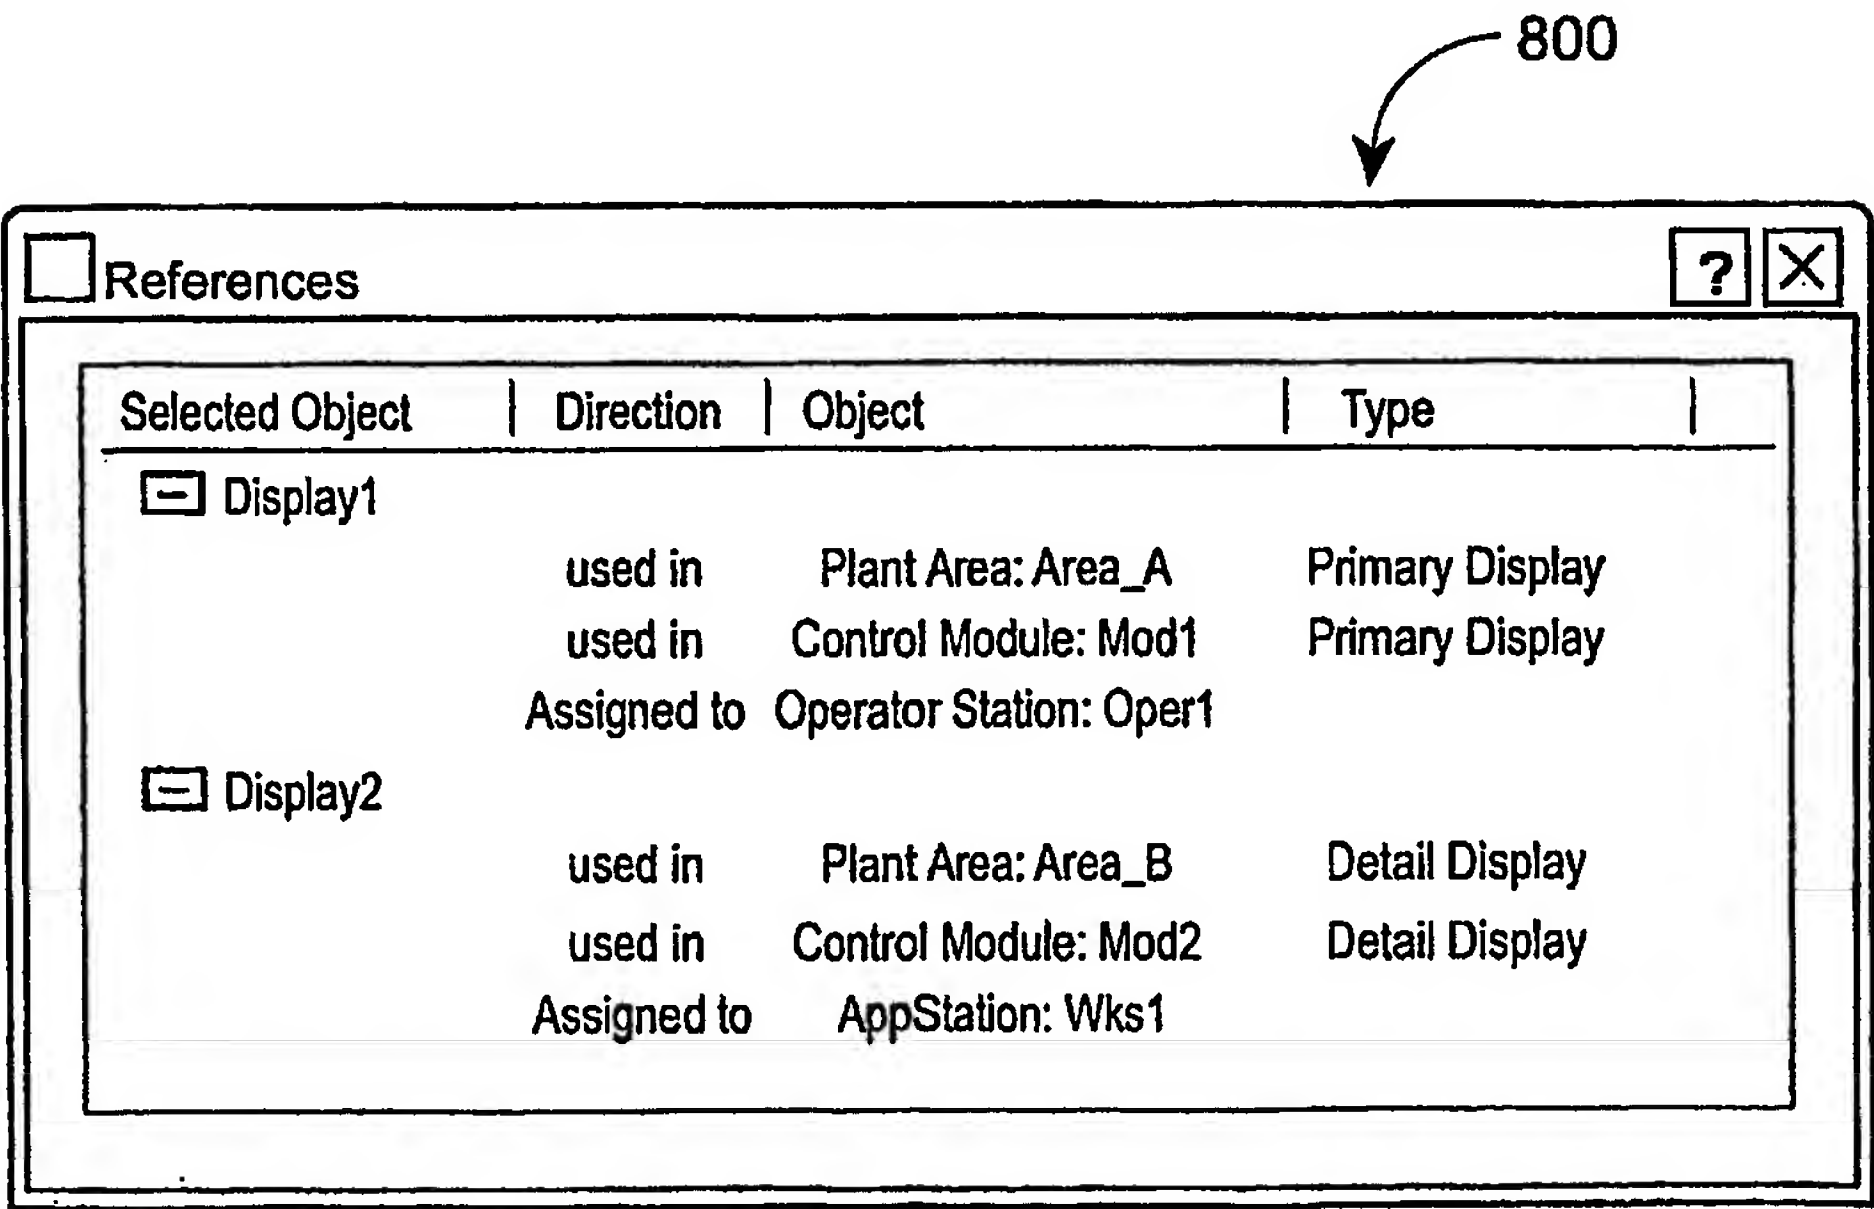 800
References ? X
Selected Object | Direction | Object | Type |
Display1
used in Plant Area: Area_A Primary Display
used in Control Module: Mod1 Primary Display
Assigned to Operator Station: Oper1
Display2
used in Plant Area: Area_B Detail Display
used in Control Module: Mod2 Detail Display
Assigned to AppStation: Wks1